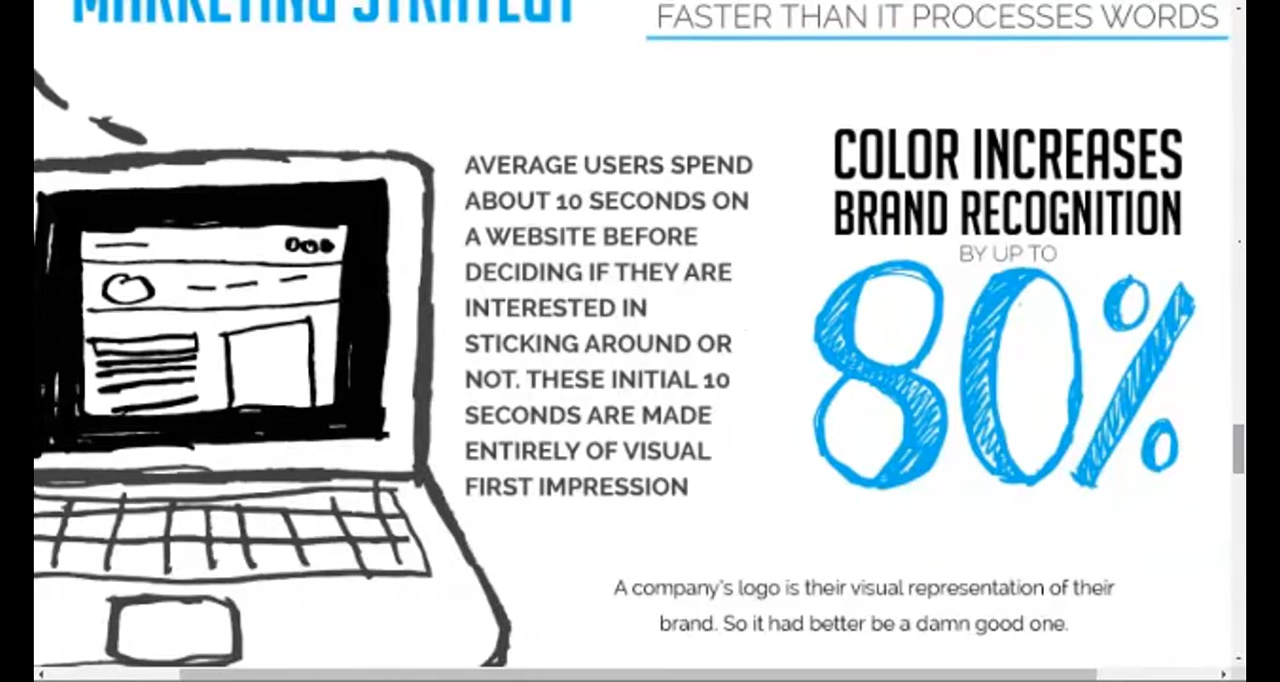 MARKETING STRATEGY
FASTER THAN IT PROCESSES WORDS
AVERAGE USERS SPEND
ABOUT 10 SECONDS ON
A WEBSITE BEFORE
DECIDING IF THEY ARE
INTERESTED IN
STICKING AROUND OR
NOT. THESE INITIAL 10
SECONDS ARE MADE
ENTIRELY OF VISUAL
FIRST IMPRESSION
COLOR INCREASES
BRAND RECOGNITION
BY UP TO
80%
A company's logo is their visual representation of their
brand. So it had better be a damn good one.